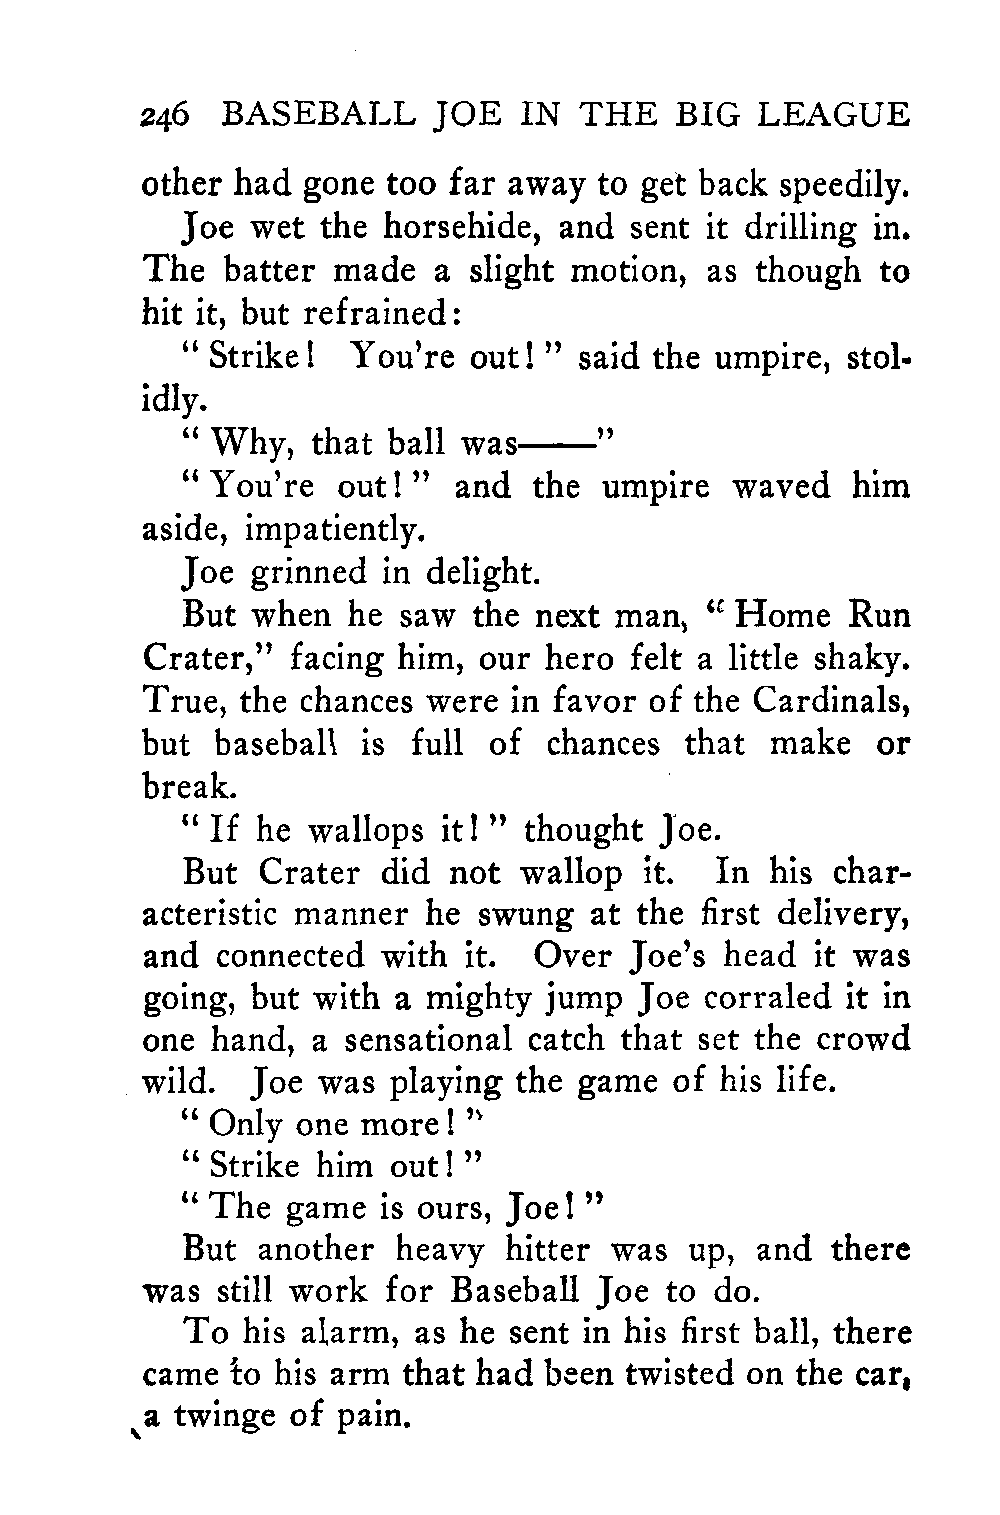 246 BASEBALL JOE IN THE BIG LEAGUE
other had gone too far away to get back speedily.
Joe wet the horsehide, and sent it drilling in.
The batter made a slight motion, as though to
hit it, but refrained:
" Strike! You're out! " said the umpire, stol-
idly.
" Why, that ball was——"
" You're out! " and the umpire waved him
aside, impatiently.
Joe grinned in delight.
But when he saw the next man, " Home Run
Crater," facing him, our hero felt a little shaky.
True, the chances were in favor of the Cardinals,
but baseball is full of chances that make or
break.
" If he wallops it! " thought Joe.
But Crater did not wallop it. In his char-
acteristic manner he swung at the first delivery,
and connected with it. Over Joe's head it was
going, but with a mighty jump Joe corraled it in
one hand, a sensational catch that set the crowd
wild. Joe was playing the game of his life.
" Only one more! "
" Strike him out! "
" The game is ours, Joe! "
But another heavy hitter was up, and there
was still work for Baseball Joe to do.
To his alarm, as he sent in his first ball, there
came to his arm that had been twisted on the car,
a twinge of pain.